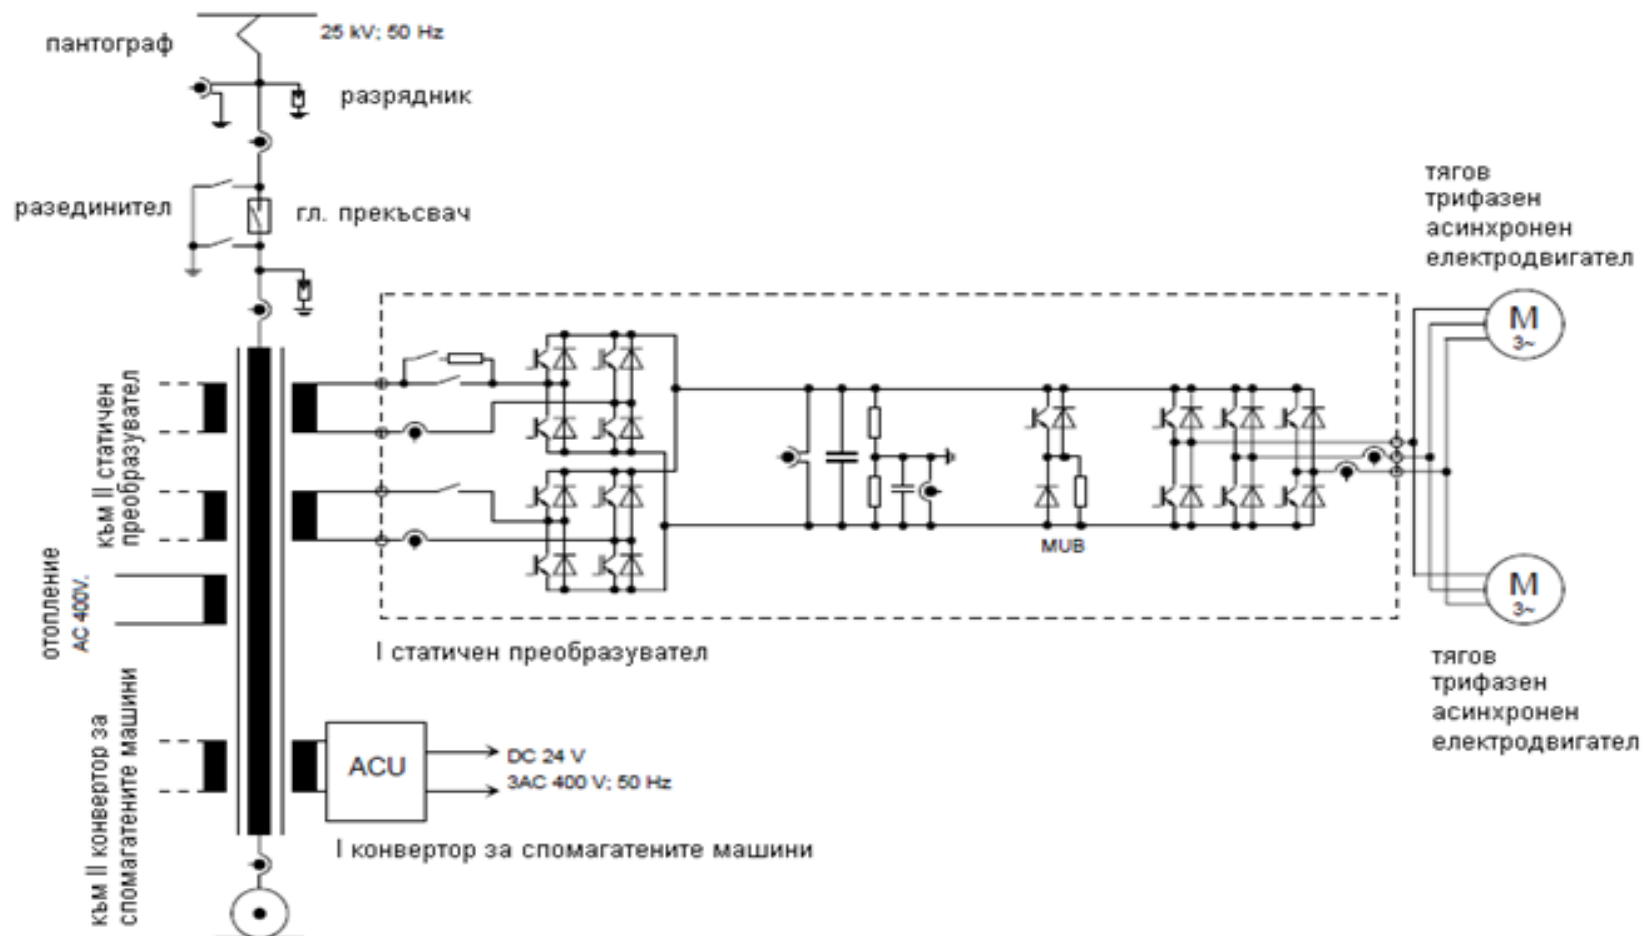 пантограф
25 kV; 50 Hz
разрядник
разединител
гл. прекъсвач
тягов
трифазен
асинхронен
електродвигател
M
3~
към II статичен
преобразувател
MUB
M
3~
отопление
AC 400V.
I статичен преобразувател
тягов
трифазен
асинхронен
електродвигател
към II конвертор за
спомагатените машини
ACU
DC 24 V
3AC 400 V; 50 Hz
I конвертор за спомагатените машини